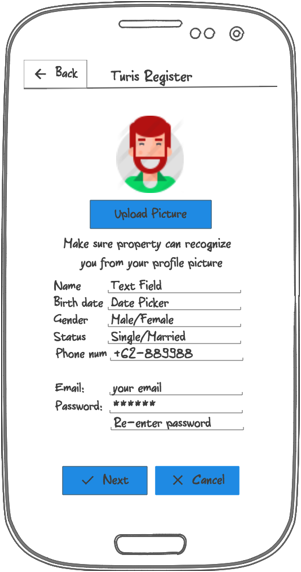 Back Turis Register
Upload Picture
Make sure property can recognize
you from your profile picture
Name Text Field
Birth date Date Picker
Gender Male/Female
Status Single/Married
Phone num +62-889988
Email: your email
Password: ******
Re-enter password
Next Cancel